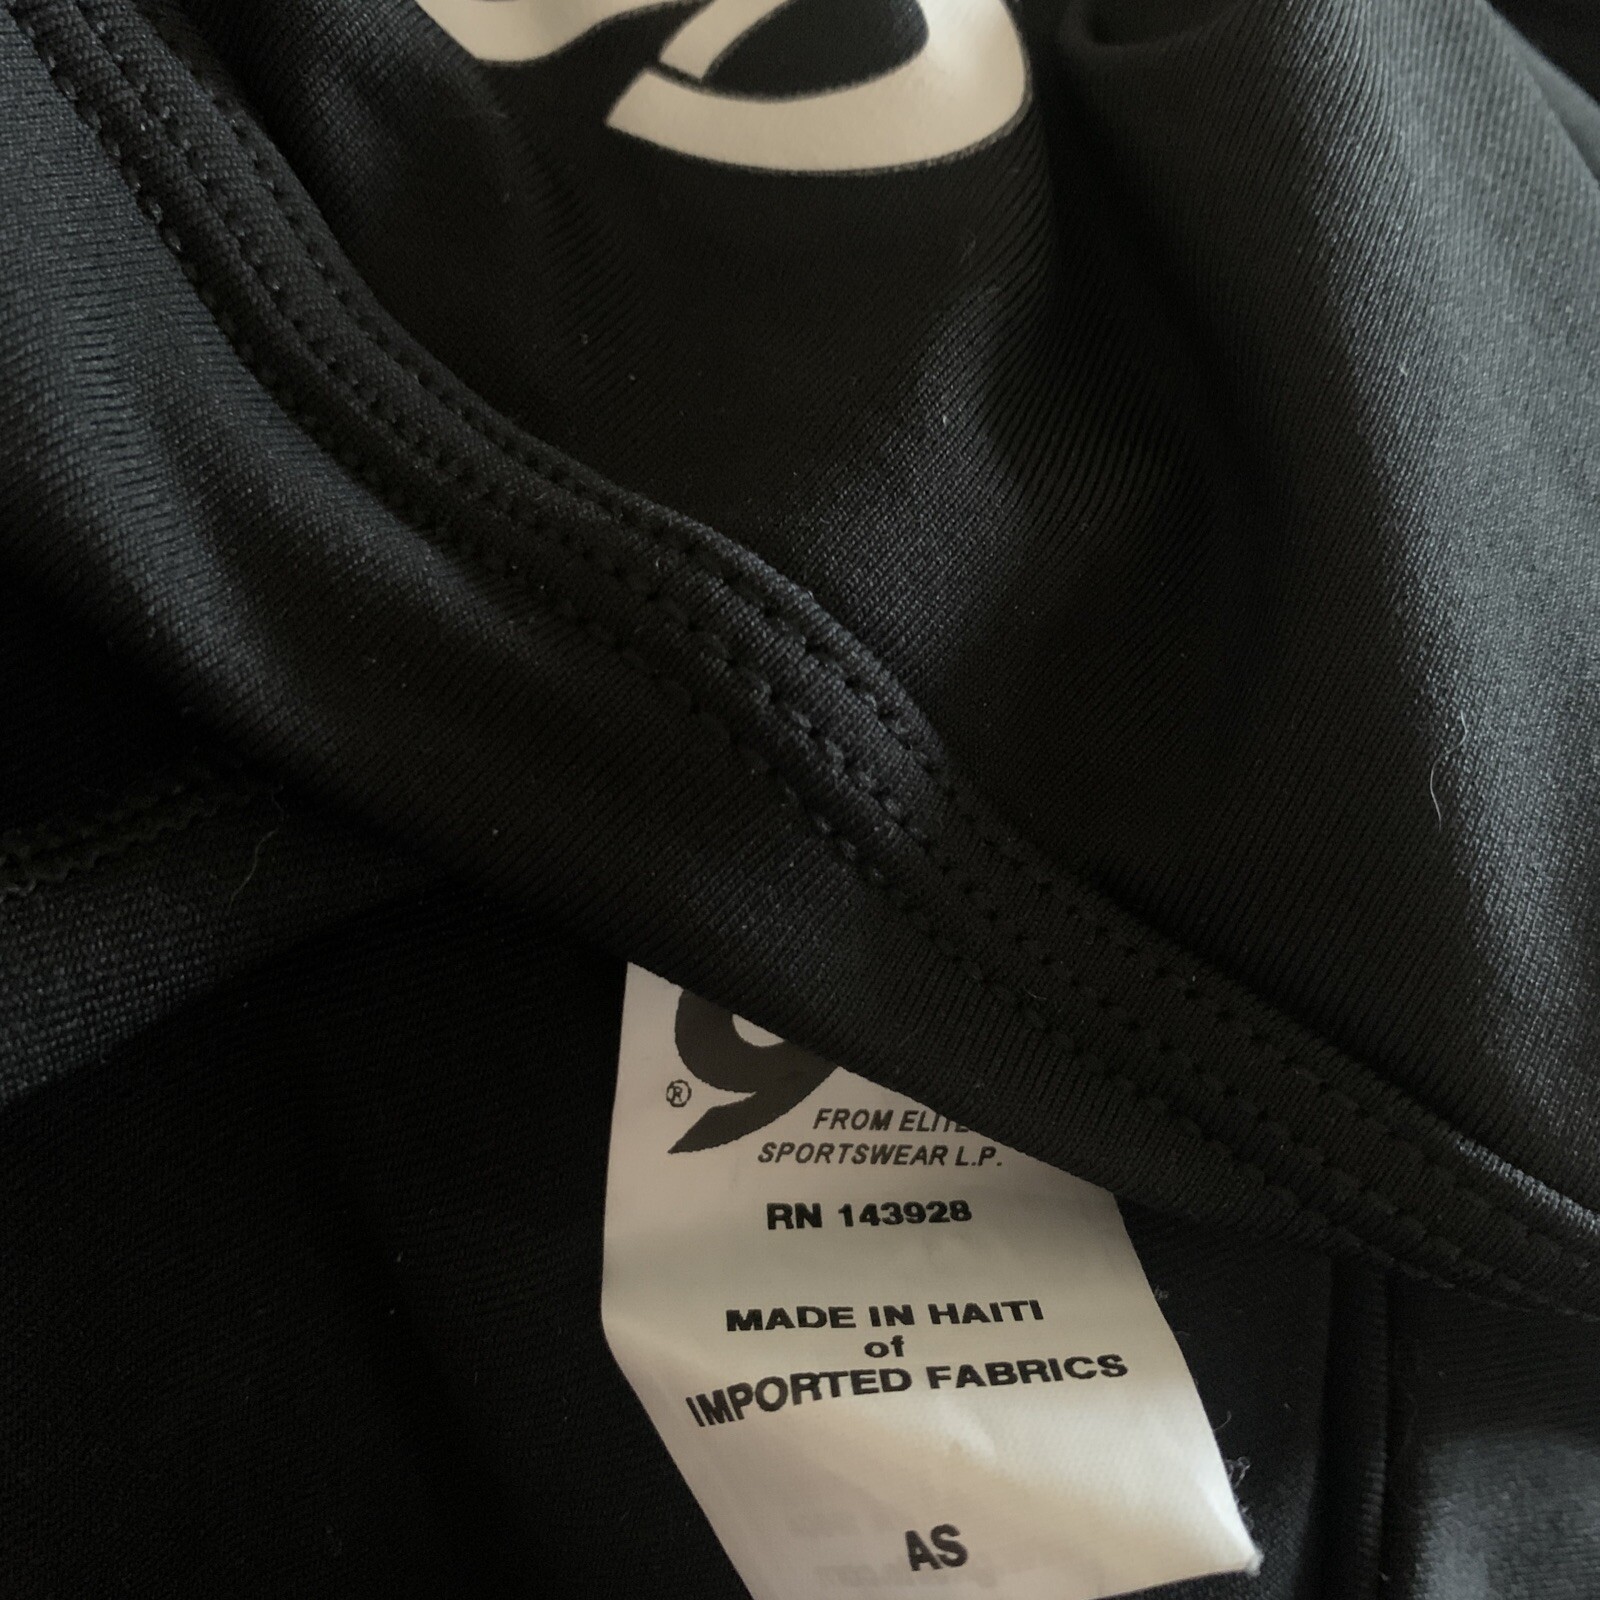 ®
FROM ELITE
SPORTSWEAR L.P.
RN 143928
MADE IN HAITI
of
IMPORTED FABRICS
AS